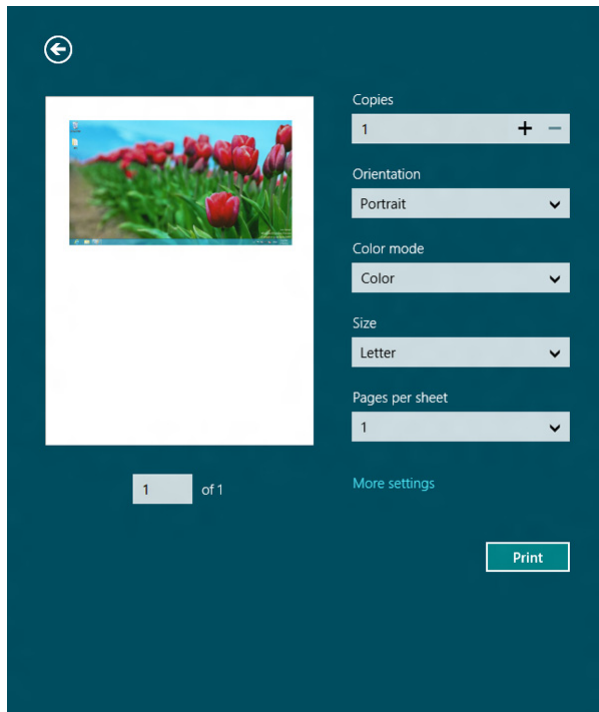 Copies
1
Orientation
Portrait
Color mode
Color
Size
Letter
Pages per sheet
1
1 of 1
More settings
Print